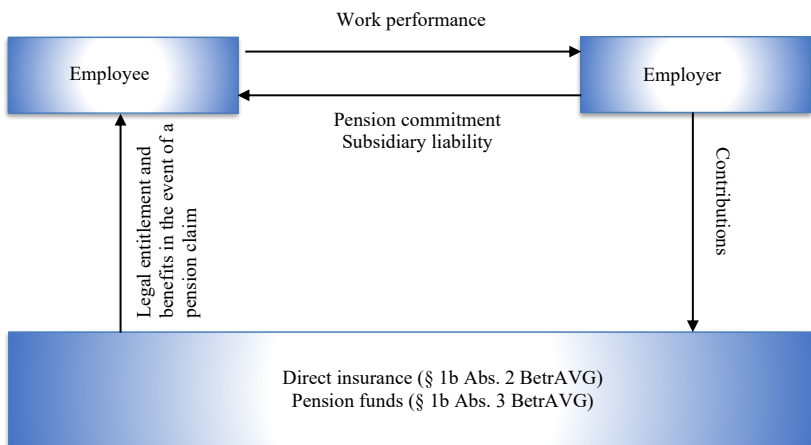 Work performance
Employee
Employer
Pension commitment
Subsidiary liability
Legal entitlement and
benefits in the event of a
pension claim
Contributions
Direct insurance (§ 1b Abs. 2 BetrAVG)
Pension funds (§ 1b Abs. 3 BetrAVG)